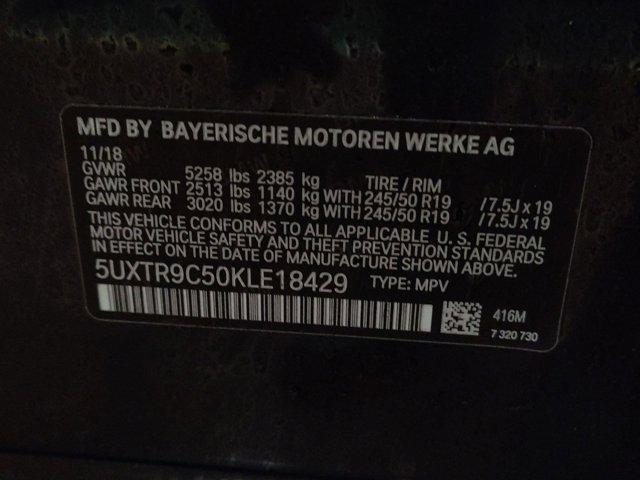 MFD BY BAYERISCHE MOTOREN WERKE AG
11/18
GVWR 5258 lbs 2385 kg TIRE / RIM
GAWR FRONT 2513 lbs 1140 kg WITH 245/50 R19 /7.5J x 19
GAWR REAR 3020 lbs 1370 kg WITH 245/50 R19 /7.5J x 19
THIS VEHICLE CONFORMS TO ALL APPLICABLE U. S. FEDERAL
MOTOR VEHICLE SAFETY AND THEFT PREVENTION STANDARDS
IN EFFECT ON THE DATE OF MANUFACTURE SHOWN ABOVE.
5UXTR9C50KLE18429 TYPE: MPV
416M
7 320 730